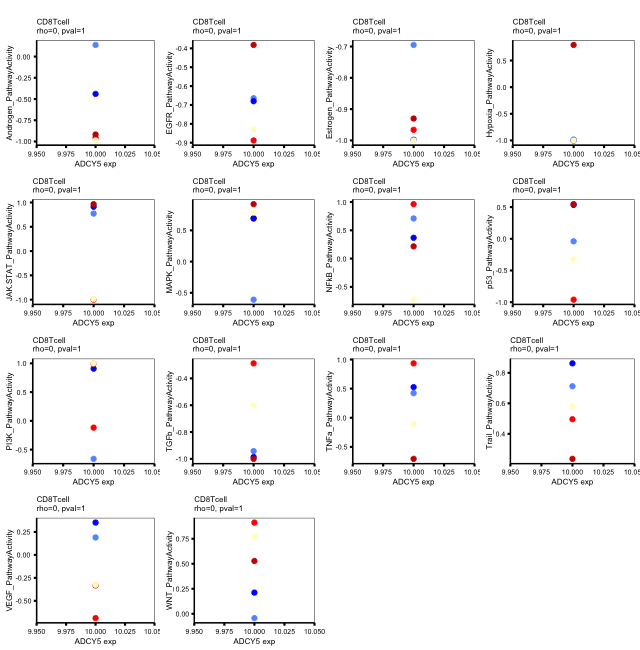 CD8Tcell
rho=0, pval=1
Androgen_PathwayActivity
0.00
-0.25
-0.50
-0.75
-1.00
9.950 9.975 10.000 10.025 10.05
ADCY5 exp
CD8Tcell
rho=0, pval=1
EGFR_PathwayActivity
-0.4
-0.5
-0.6
-0.7
-0.8
-0.9
9.950 9.975 10.000 10.025 10.05
ADCY5 exp
CD8Tcell
rho=0, pval=1
Estrogen_PathwayActivity
-0.7
-0.8
-0.9
-1.0
9.950 9.975 10.000 10.025 10.05
ADCY5 exp
CD8Tcell
rho=0, pval=1
Hypoxia_PathwayActivity
0.5
0.0
-0.5
-1.0
9.950 9.975 10.000 10.025 10.05
ADCY5 exp
CD8Tcell
rho=0, pval=1
JAK.STAT_PathwayActivity
1.0
0.5
0.0
-0.5
-1.0
9.950 9.975 10.000 10.025 10.05
ADCY5 exp
CD8Tcell
rho=0, pval=1
MAPK_PathwayActivity
0.5
0.0
-0.5
9.950 9.975 10.000 10.025 10.05
ADCY5 exp
CD8Tcell
rho=0, pval=1
NFkB_PathwayActivity
1.0
0.5
0.0
-0.5
9.950 9.975 10.000 10.025 10.05
ADCY5 exp
CD8Tcell
rho=0, pval=1
p53_PathwayActivity
0.5
0.0
-0.5
-1.0
9.950 9.975 10.000 10.025 10.05
ADCY5 exp
CD8Tcell
rho=0, pval=1
PI3K_PathwayActivity
1.0
0.5
0.0
-0.5
9.950 9.975 10.000 10.025 10.05
ADCY5 exp
CD8Tcell
rho=0, pval=1
TGFb_PathwayActivity
-0.4
-0.6
-0.8
-1.0
9.950 9.975 10.000 10.025 10.05
ADCY5 exp
CD8Tcell
rho=0, pval=1
TNFa_PathwayActivity
1.0
0.5
0.0
-0.5
9.950 9.975 10.000 10.025 10.05
ADCY5 exp
CD8Tcell
rho=0, pval=1
Trail_PathwayActivity
0.8
0.6
0.4
9.950 9.975 10.000 10.025 10.05
ADCY5 exp
CD8Tcell
rho=0, pval=1
VEGF_PathwayActivity
0.25
0.00
-0.25
-0.50
9.950 9.975 10.000 10.025 10.05
ADCY5 exp
CD8Tcell
rho=0, pval=1
WNT_PathwayActivity
0.75
0.50
0.25
0.00
9.950 9.975 10.000 10.025 10.050
ADCY5 exp